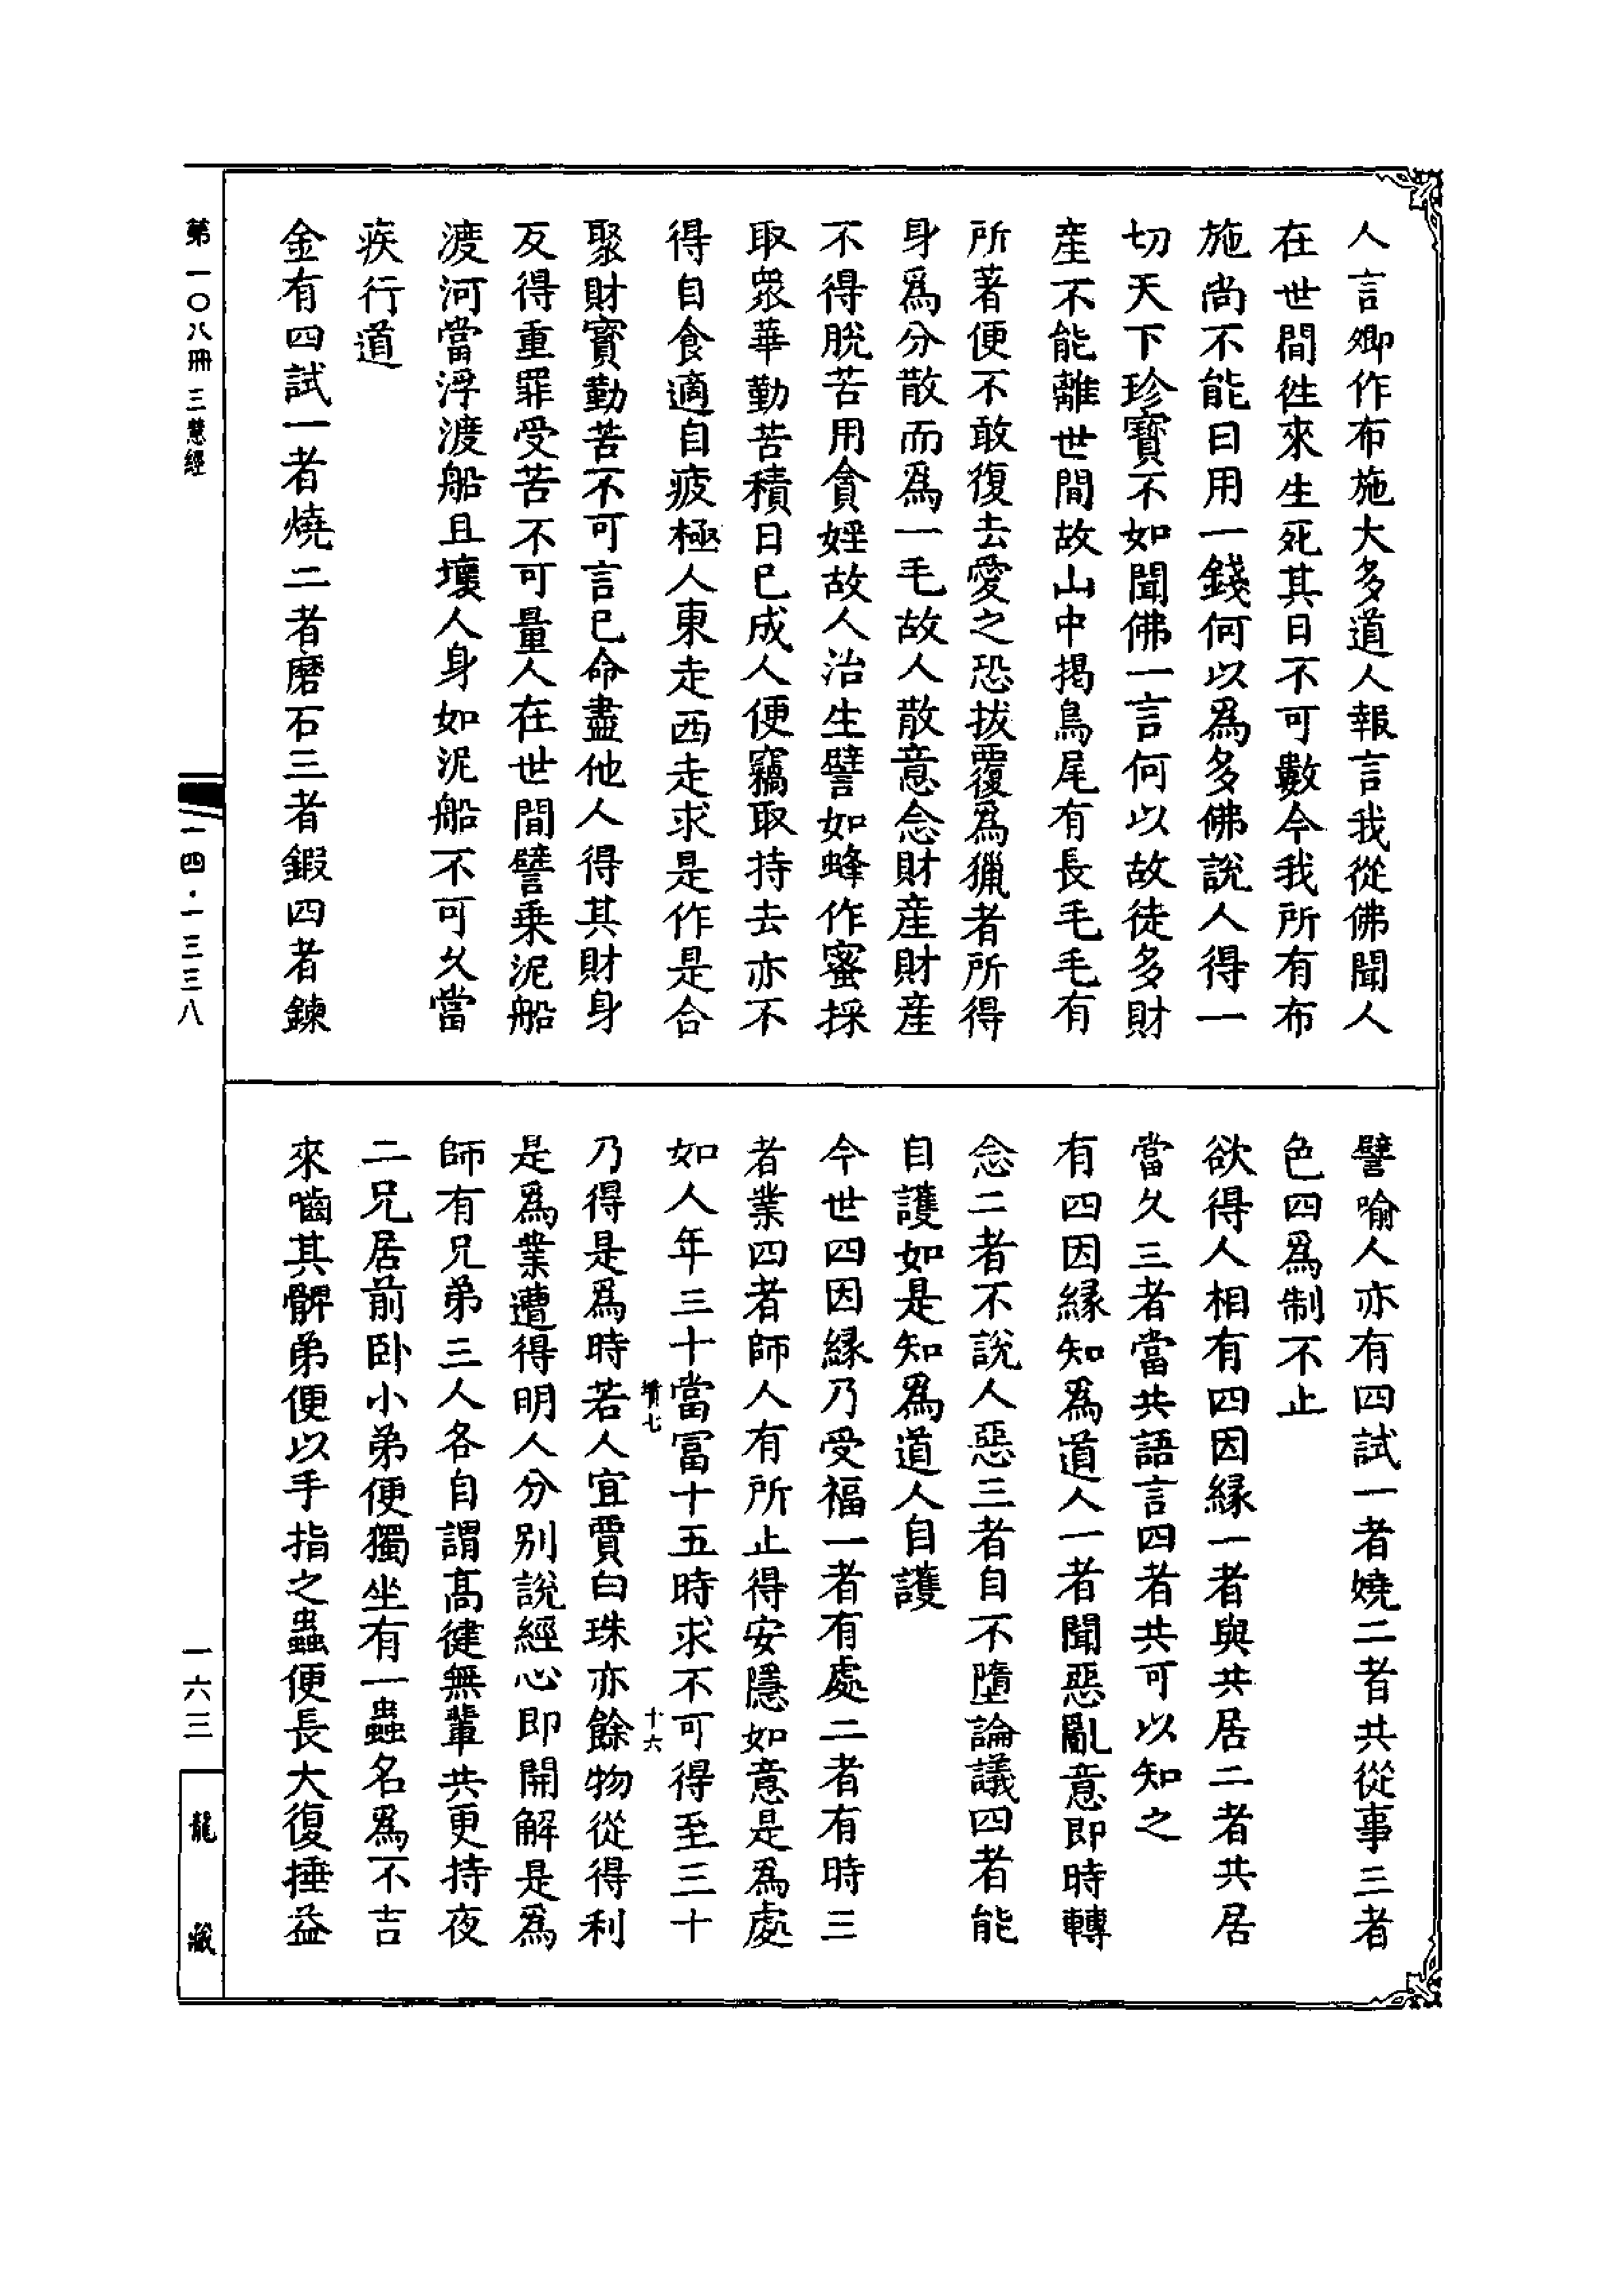 人言卿作布施大多道人報言我從佛聞人
在世間徃來生死其日不可數今我所有布
施尚不能曰用一錢何以爲多佛說人得一
切天下珍寶不如聞佛一言何以故徒多財
產不能離世間故山中揭鳥尾有長毛毛有
所著便不敢復去愛之恐拔覆爲獵者所得
身爲分散而爲一毛故人散意念財產財產
不得脫苦用貪婬故人治生譬如蜂作蜜採
取衆華勤苦積日已成人便竊取持去亦不
得自食適自疲極人東走西走求是作是合
聚財寳勤苦不可言已命盡他人得其財身
反得重罪受苦不可量人在世間譬乗泥船
渡河當浮渡船且壞人身如泥船不可久當
疾行道
金有四試一者燒二者磨石三者鍜四者鍊
譬喻人亦有四試一者嬈二者共從事三者
色四爲制不止
欲得人相有四因緣一者與共居二者共居
當久三者當共語言四者共可以知之
有四因緣知爲道人一者聞惡亂意即時轉
念二者不說人惡三者自不墮論議四者能
自護如是知爲道人自護
今世四因緣乃受福一者有處二者有時三
者業四者師人有所止得安隱如意是爲處
如人年三十當富十五時求不可得至三十
乃得是爲時若人宜賈白珠亦餘物從得利
是爲業遭得明人分别說經心即開解是爲
師有兄弟三人各自謂髙健無輩共更持夜
二兄居前卧小弟便獨坐有一蟲名爲不吉
來嚙其髀弟便以手指之蟲便長大復捶益
十六
第一〇八冊 三慧經
一四·一三三八
一六三
龍藏